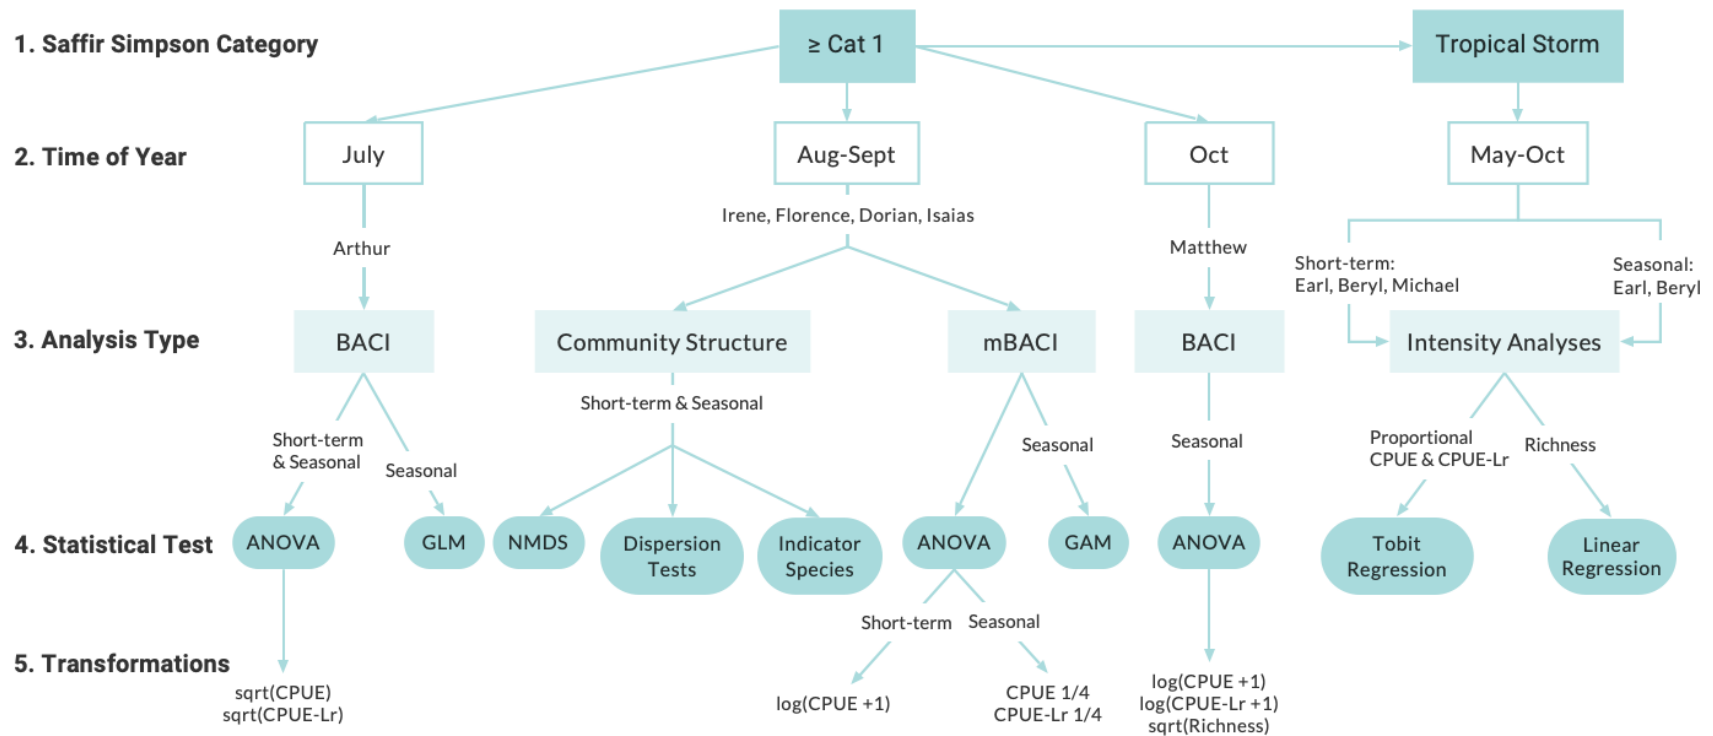 1. Saffir Simpson Category
≥ Cat 1
Tropical Storm
2. Time of Year
July
Aug-Sept
Oct
May-Oct
Irene, Florence, Dorian, Isaias
Arthur
Matthew
Short-term:
Earl, Beryl, Michael
Seasonal:
Earl, Beryl
3. Analysis Type
BACI
Community Structure
mBACI
BACI
Intensity Analyses
Short-term & Seasonal
Short-term
& Seasonal
Seasonal
Seasonal
Seasonal
Proportional
CPUE & CPUE-Lr
Richness
4. Statistical Test
ANOVA
GLM
NMDS
Dispersion
Tests
Indicator
Species
ANOVA
GAM
ANOVA
Tobit
Regression
Linear
Regression
Short-term
Seasonal
5. Transformations
sqrt(CPUE)
sqrt(CPUE-Lr)
log(CPUE +1)
CPUE 1/4
CPUE-Lr 1/4
log(CPUE +1)
log(CPUE-Lr +1)
sqrt(Richness)